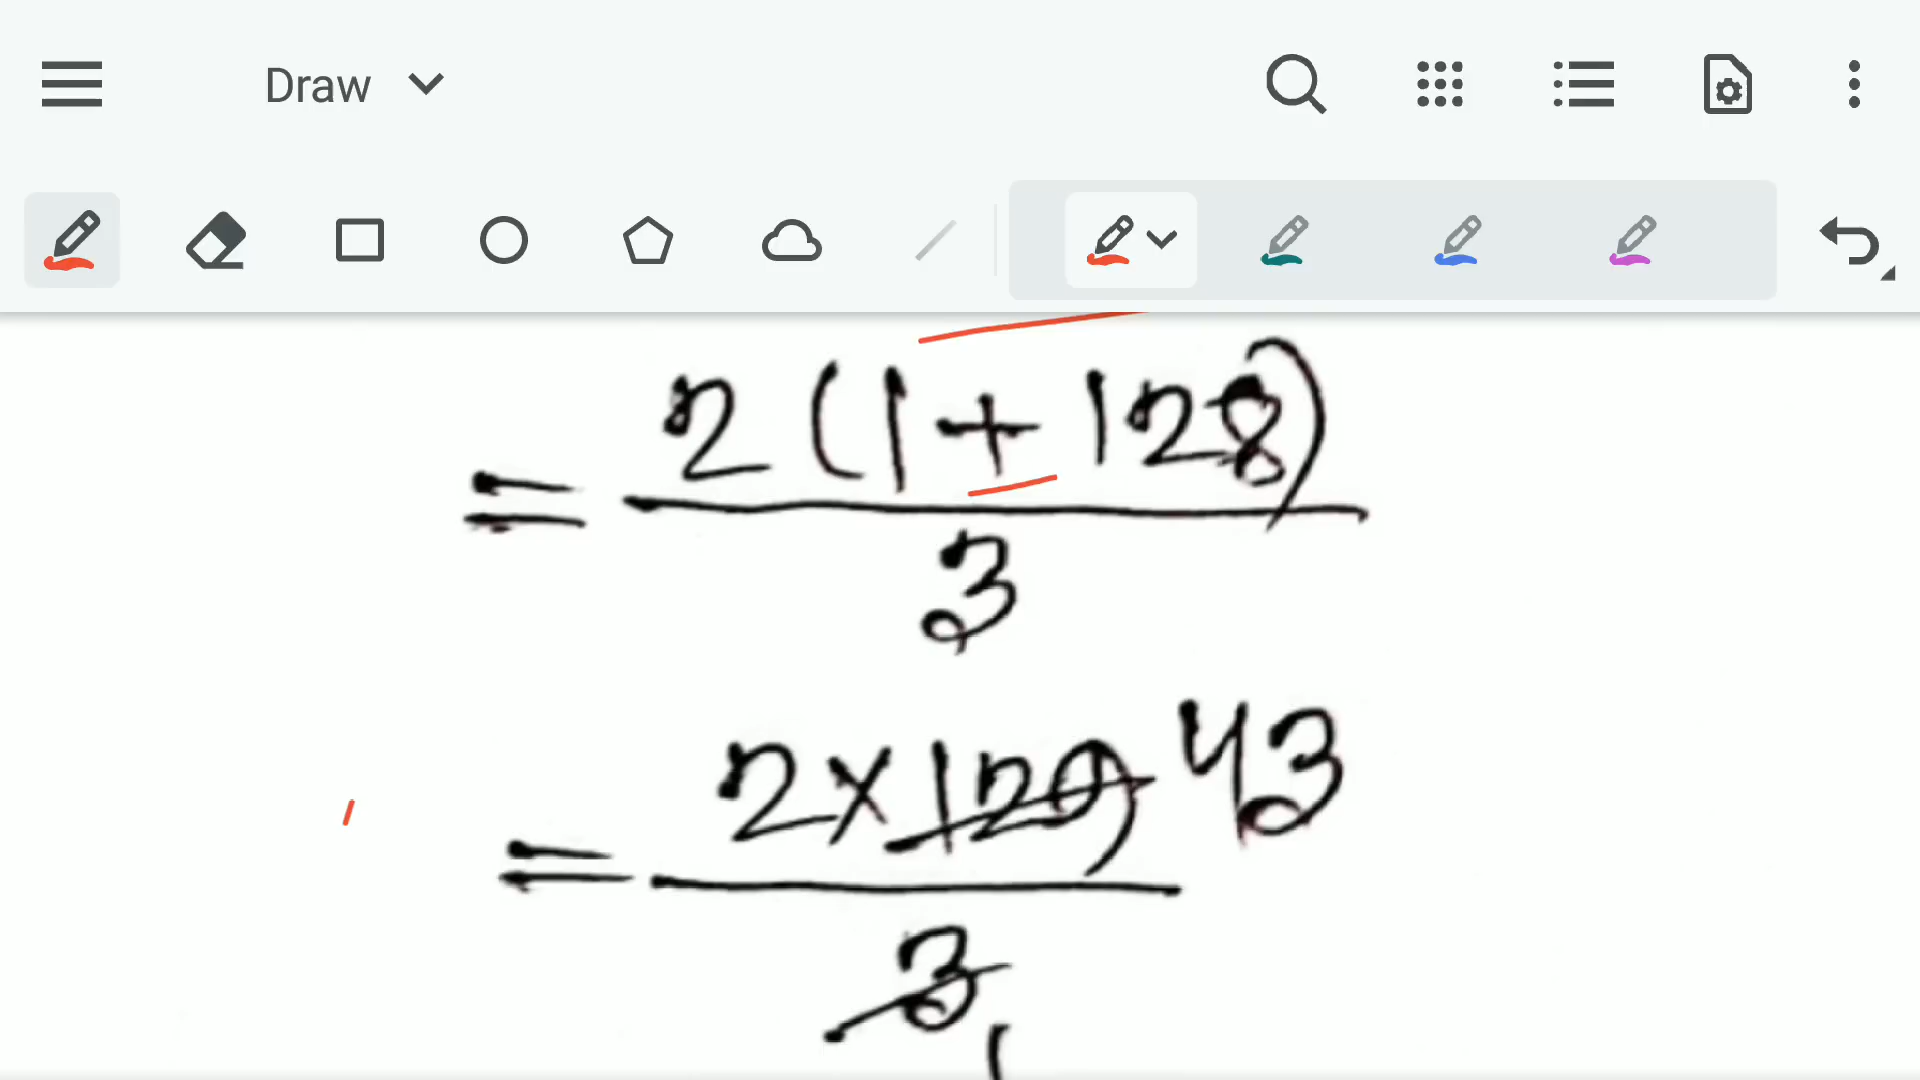 Draw
= 2 (1 + 128)
3
= 2 × 129 43
3
1